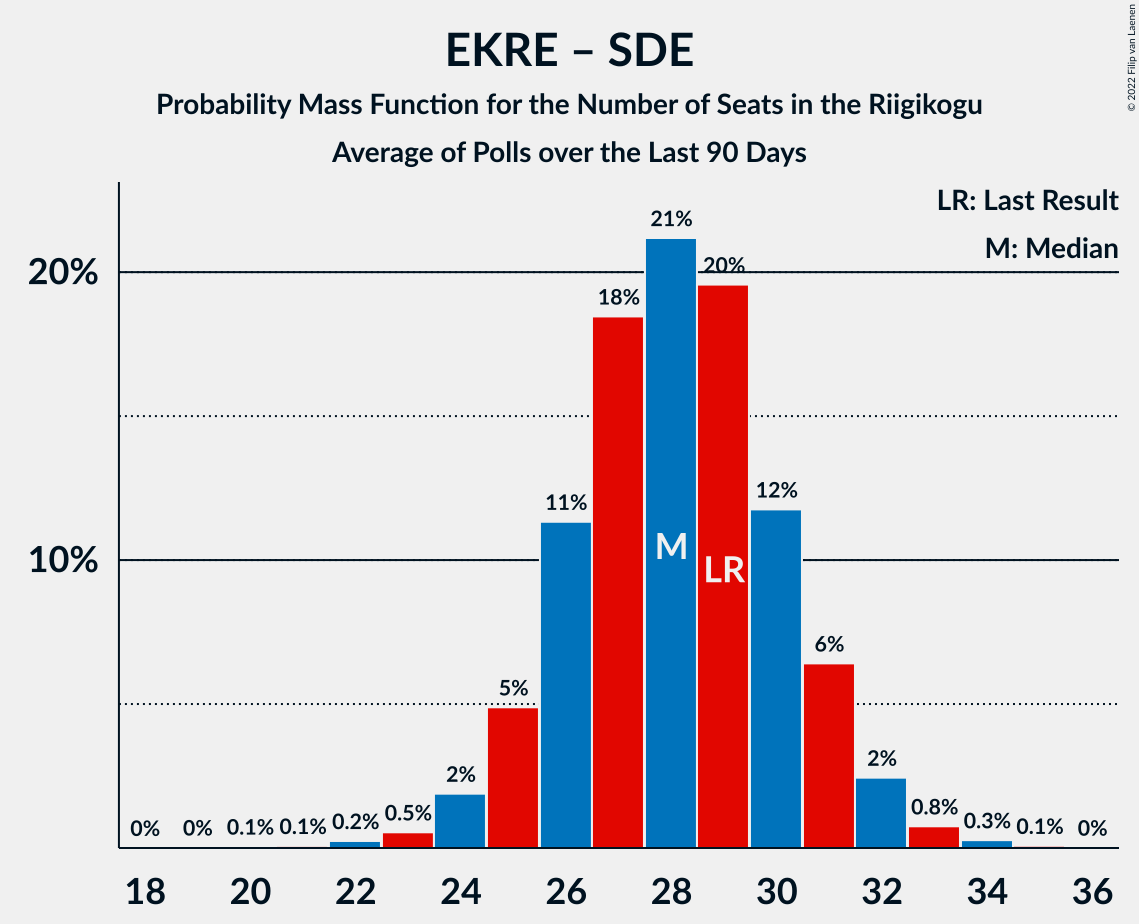 EKRE – SDE
Probability Mass Function for the Number of Seats in the Riigikogu
Average of Polls over the Last 90 Days
© 2022 Filip van Laenen
LR: Last Result
M: Median
20%
10%
0%
0%
0.1%
0.1%
0.2%
0.5%
2%
5%
11%
18%
21%
20%
12%
6%
2%
0.8%
0.3%
0.1%
0%
M
LR
18 20 22 24 26 28 30 32 34 36